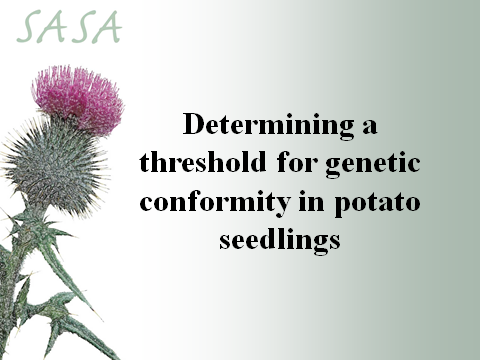 SASA
Determining a
threshold for genetic
conformity in potato
seedlings